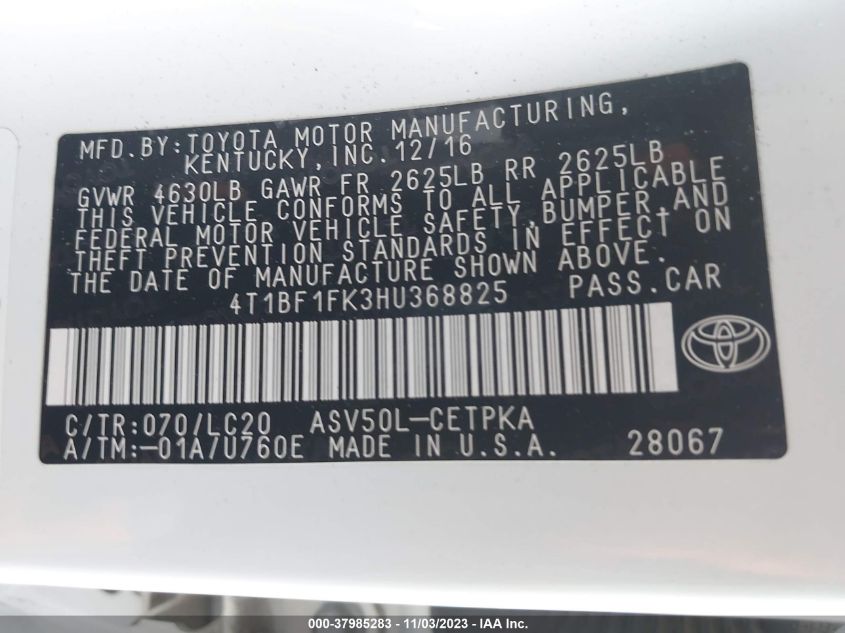 MFD.BY:TOYOTA MOTOR MANUFACTURING,
KENTUCKY,INC.12/16
GVWR 4630LB GAWR FR 2625LB RR 2625LB
THIS VEHICLE CONFORMS TO ALL APPLICABLE
FEDERAL MOTOR VEHICLE SAFETY,BUMPER AND
THEFT PREVENTION STANDARDS IN EFFECT ON
THE DATE OF MANUFACTURE SHOWN ABOVE.
4T1BF1FK3HU368825 PASS.CAR
C/TR:070/LC20 ASV50L-CETPKA
A/TM:-01A/U760E MADE IN U.S.A. 28067
000-37985283 - 11/03/2023 - IAA Inc.